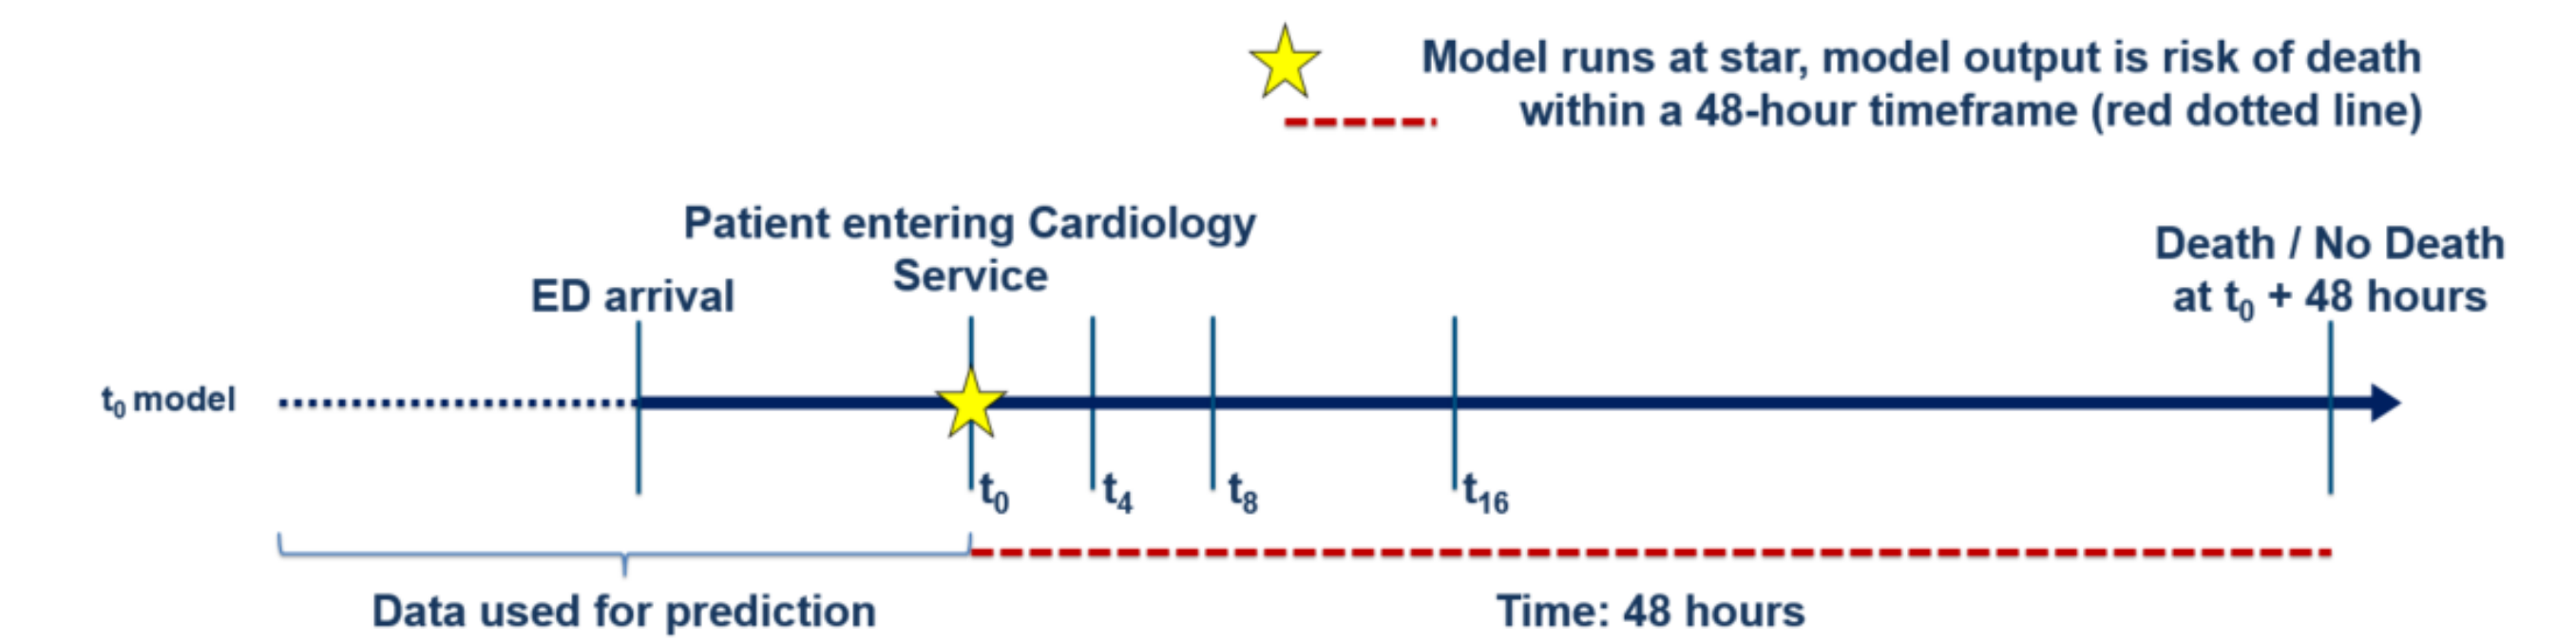 Model runs at star, model output is risk of death
within a 48-hour timeframe (red dotted line)
Patient entering Cardiology
Service
ED arrival
Death / No Death
at t0 + 48 hours
t0 model
t0
t4
t8
t16
Data used for prediction
Time: 48 hours